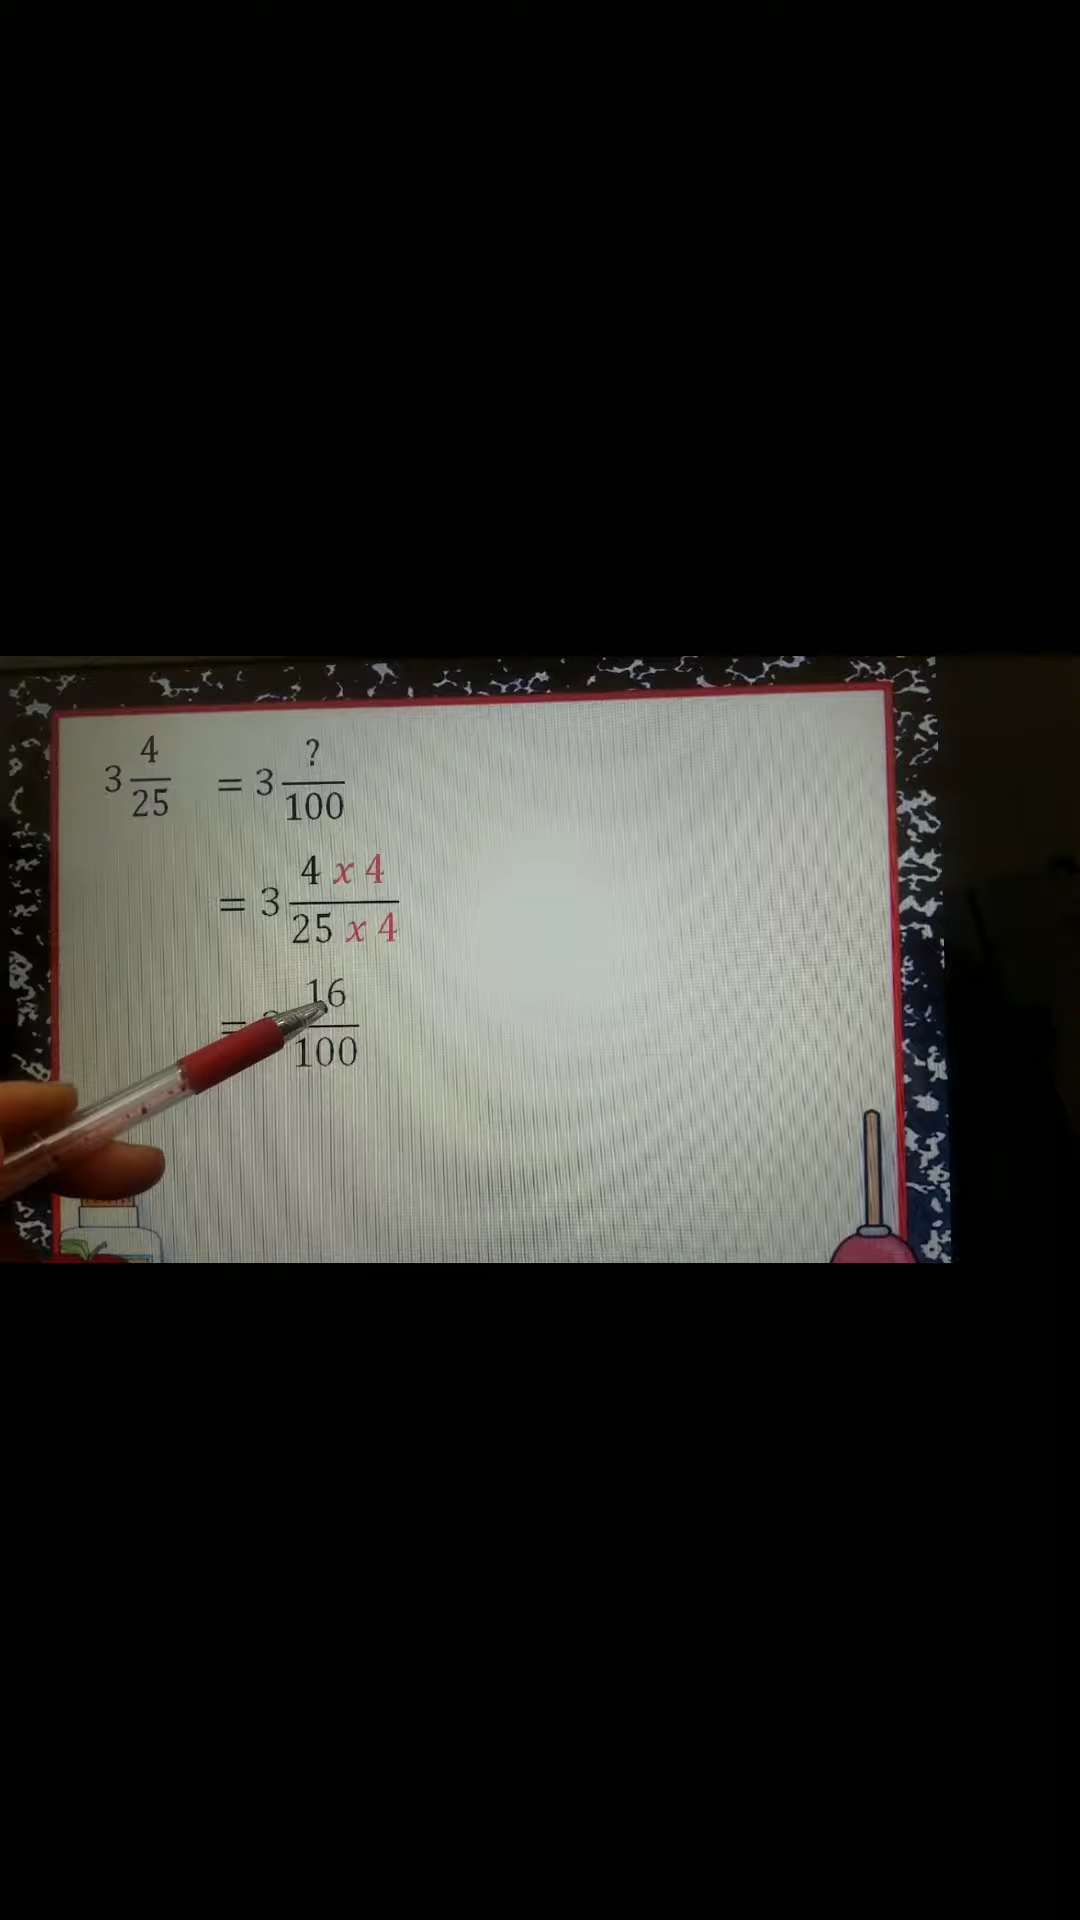 3 4/25 = 3 ?/100
= 3 4 x 4/25 x 4
= 16/100